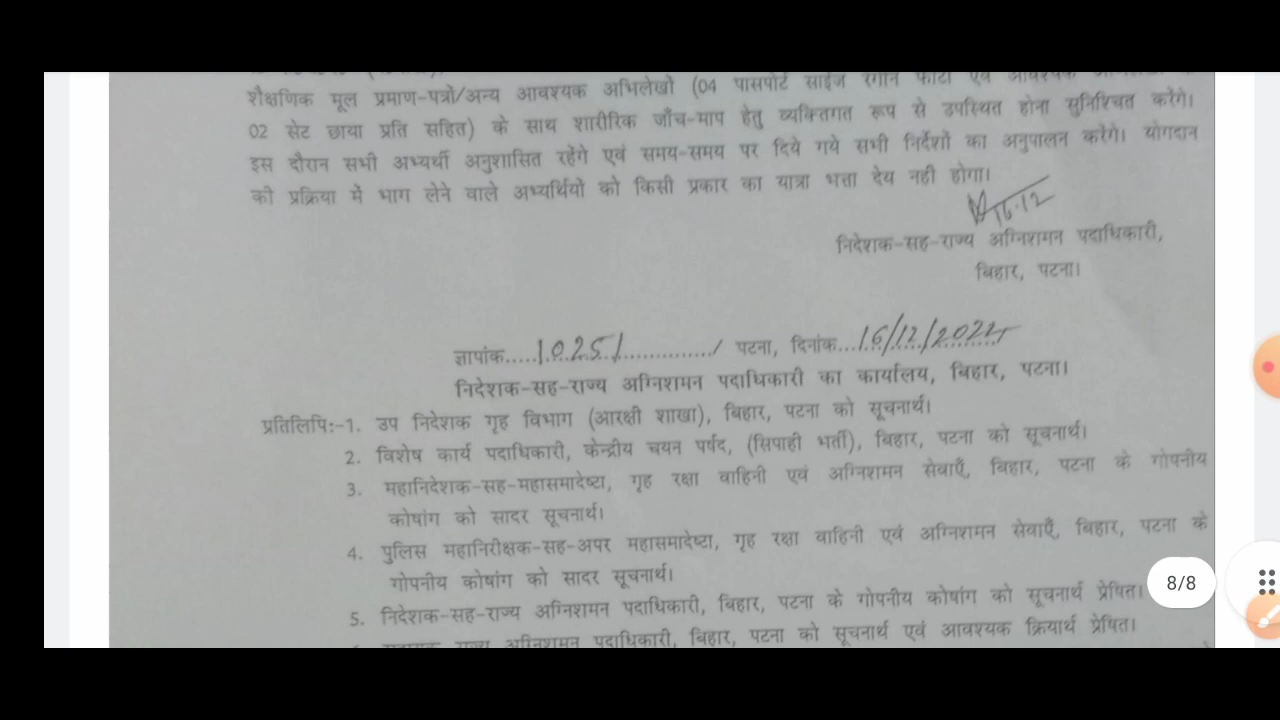 शैक्षणिक मूल प्रमाण-पत्रों/अन्य आवश्यक अभिलेखों (04 पासपोर्ट साईज रंगीन फोटो एवं आवश्यक
02 सेट छाया प्रति सहित) के साथ शारीरिक जाँच-माप हेतु व्यक्तिगत रूप से उपस्थित होना सुनिश्चित करेंगे।
इस दौरान सभी अभ्यर्थी अनुशासित रहेंगे एवं समय-समय पर दिये गये सभी निर्देशों का अनुपालन करेंगे। योगदान
की प्रक्रिया में भाग लेने वाले अभ्यर्थियों को किसी प्रकार का यात्रा भत्ता देय नही होगा।
16.12
निदेशक-सह-राज्य अग्निशमन पदाधिकारी,
बिहार, पटना।
ज्ञापांक.....1025/............../ पटना, दिनांक...16/12/2022
निदेशक-सह-राज्य अग्निशमन पदाधिकारी का कार्यालय, बिहार, पटना।
प्रतिलिपिः-1. उप निदेशक गृह विभाग (आरक्षी शाखा), बिहार, पटना को सूचनार्थ।
2. विशेष कार्य पदाधिकारी, केन्द्रीय चयन पर्षद, (सिपाही भर्ती), बिहार, पटना को सूचनार्थ।
3. महानिदेशक-सह-महासमादेष्टा, गृह रक्षा वाहिनी एवं अग्निशमन सेवाएँ, बिहार, पटना के गोपनीय
कोषांग को सादर सूचनार्थ।
4. पुलिस महानिरीक्षक-सह-अपर महासमादेष्टा, गृह रक्षा वाहिनी एवं अग्निशमन सेवाएँ, बिहार, पटना के
गोपनीय कोषांग को सादर सूचनार्थ।
8/8
5. निदेशक-सह-राज्य अग्निशमन पदाधिकारी, बिहार, पटना के गोपनीय कोषांग को सूचनार्थ प्रेषित।
राज्य अग्निशमन पदाधिकारी, बिहार, पटना को सूचनार्थ एवं आवश्यक क्रियार्थ प्रेषित।